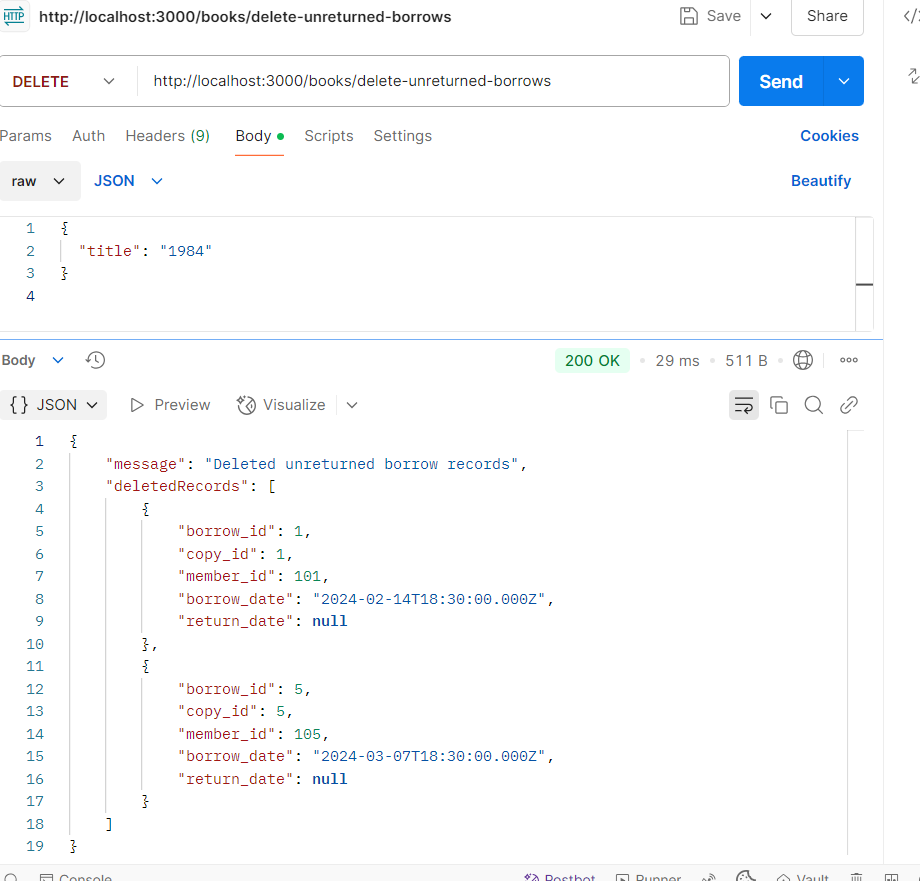 HTTP http://localhost:3000/books/delete-unreturned-borrows Save Share
DELETE http://localhost:3000/books/delete-unreturned-borrows Send
Params Auth Headers (9) Body Scripts Settings Cookies
raw JSON Beautify
1 {
2 "title": "1984"
3 }
4
Body 200 OK 29 ms 511 B
{} JSON Preview Visualize
1 {
2 "message": "Deleted unreturned borrow records",
3 "deletedRecords": [
4 {
5 "borrow_id": 1,
6 "copy_id": 1,
7 "member_id": 101,
8 "borrow_date": "2024-02-14T18:30:00.000Z",
9 "return_date": null
10 },
11 {
12 "borrow_id": 5,
13 "copy_id": 5,
14 "member_id": 105,
15 "borrow_date": "2024-03-07T18:30:00.000Z",
16 "return_date": null
17 }
18 ]
19 }
Console Postbot Runner Vault